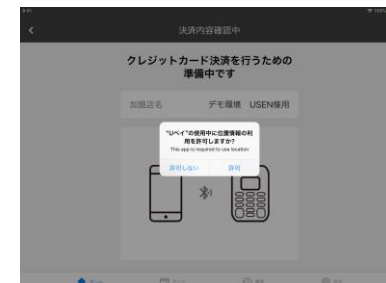 決済内容確認中
クレジットカード決済を行うための
準備中です
加盟店名 デモ環境 USEN様用
"Uペイ"の使用中に位置情報の利
用を許可しますか?
This app is required to use location
許可しない 許可